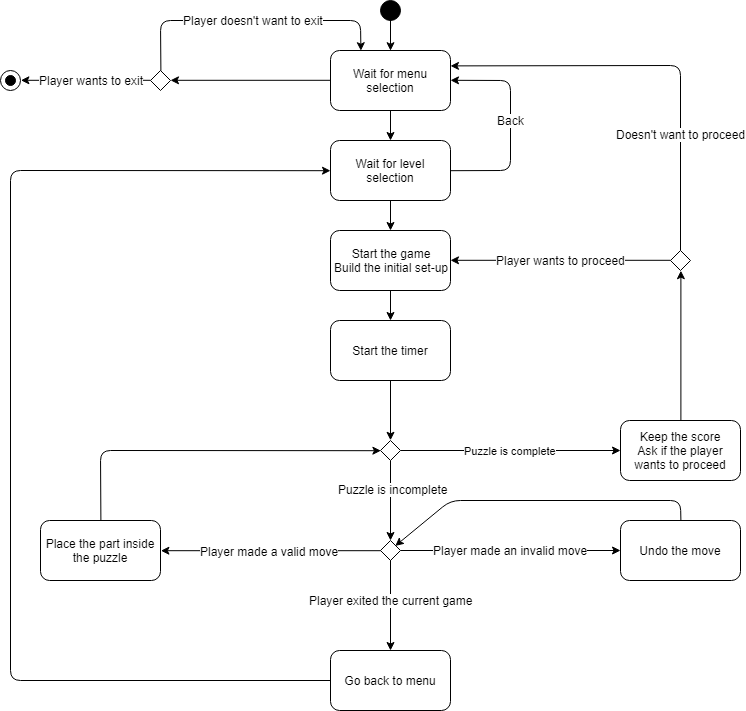 Player doesn't want to exit
Player wants to exit
Wait for menu
selection
Back
Doesn't want to proceed
Wait for level
selection
Start the game
Build the initial set-up
Player wants to proceed
Start the timer
Keep the score
Ask if the player
wants to proceed
Puzzle is complete
Puzzle is incomplete
Place the part inside
the puzzle
Player made a valid move
Player made an invalid move
Undo the move
Player exited the current game
Go back to menu